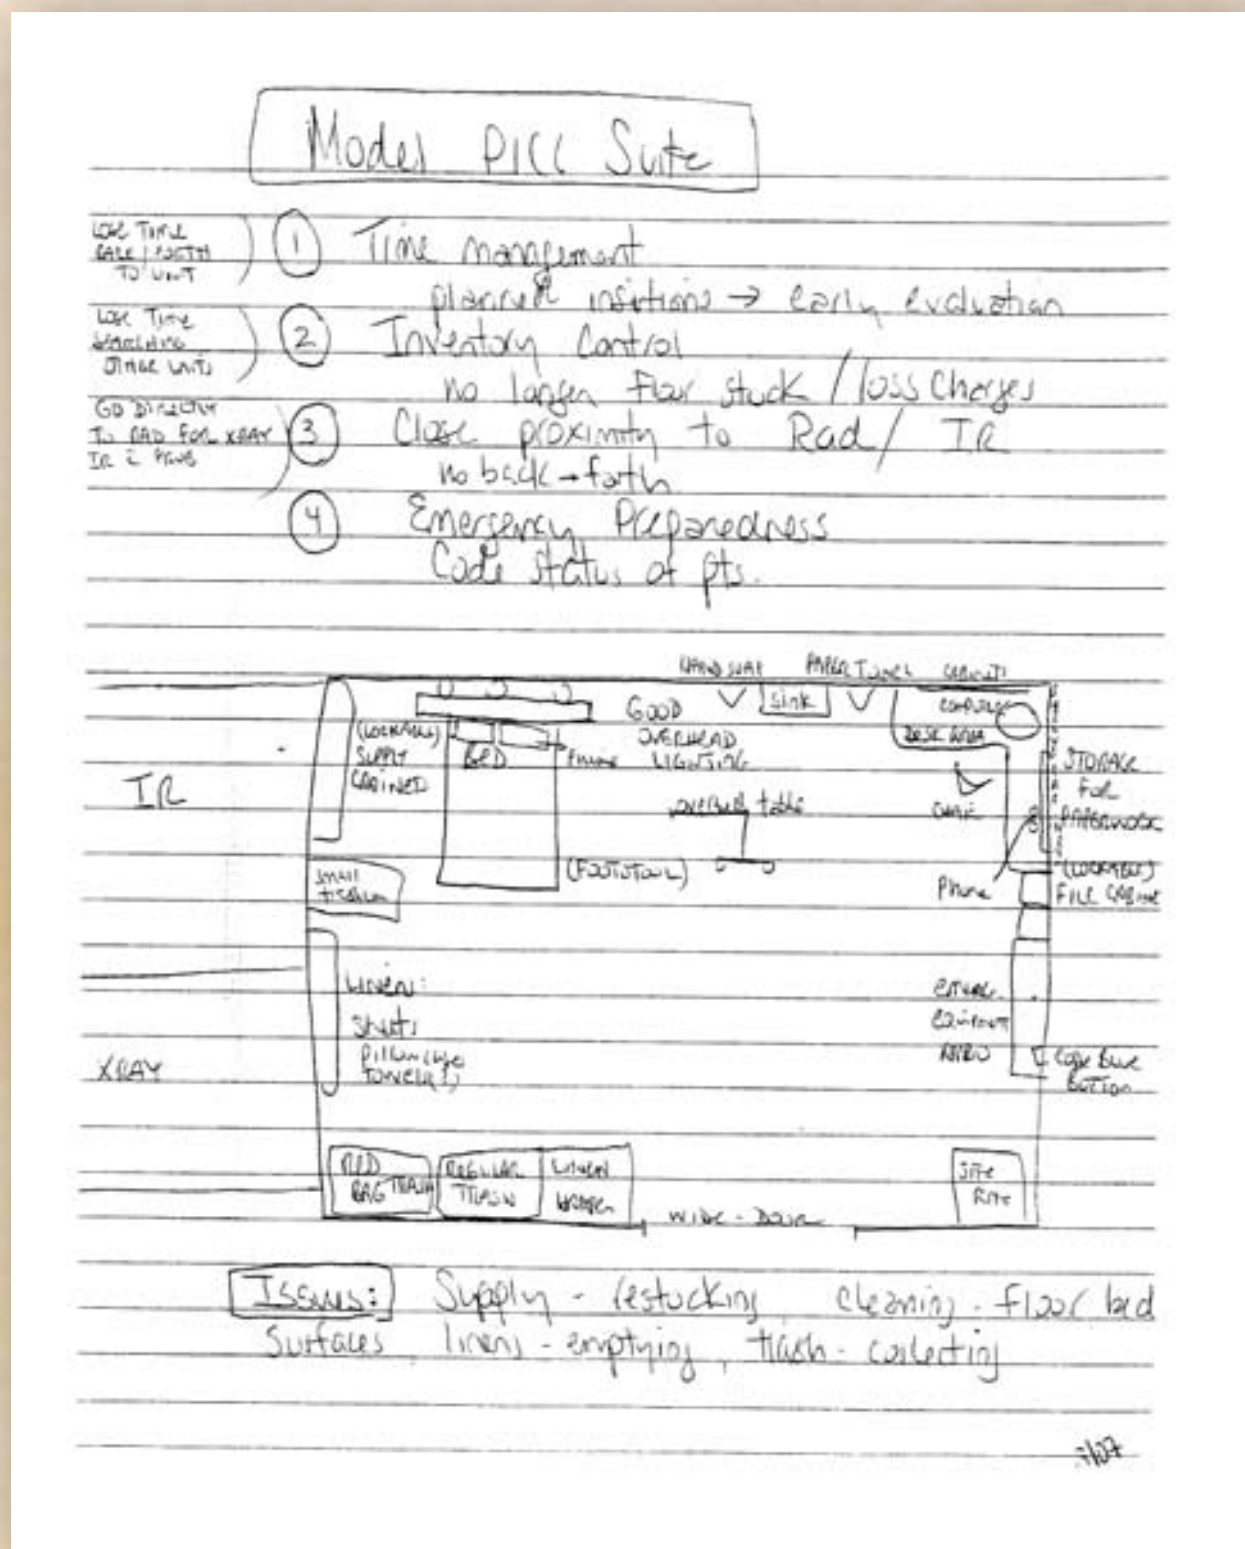 Model PICC Suite
LOSE TIME
BACK / FORTH
TO UNIT
1 Time management
planned insertions → early evaluation
LOSE TIME
SEARCHING
OTHER UNITS
2 Inventory Control
no longer floor stock / loss charges
GO DIRECTLY
TO RAD FOR XRAY
IR
3 Close proximity to Rad / IR
no back → forth
4 Emergency Preparedness
Code status of pts.
HAND SOAP PAPER TOWEL CABINETS
Sink
COMPUTER
DESK AREA
GOOD
OVERHEAD
LIGHTING
(LOCKABLE)
SUPPLY
CABINET
BED
Pillow
IR
overbed table
CHAIR
STORAGE
FOR
PAPERWORK
(LOCKABLE)
FILE CABINET
Phone
(FOOTSTOOL)
small
LINEN:
Sheets
pillowcases
TOWELS
EMERG.
EQUIPMENT
AMBU
Code Blue
BUTTON
XRAY
RED
BAG TRASH
REGULAR
TRASH
LINEN
HAMPER
WIDE - DOOR
SITE
RITE
Issues: Supply - restocking cleaning - floor bed
Surfaces, linens - emptying, trash - collecting